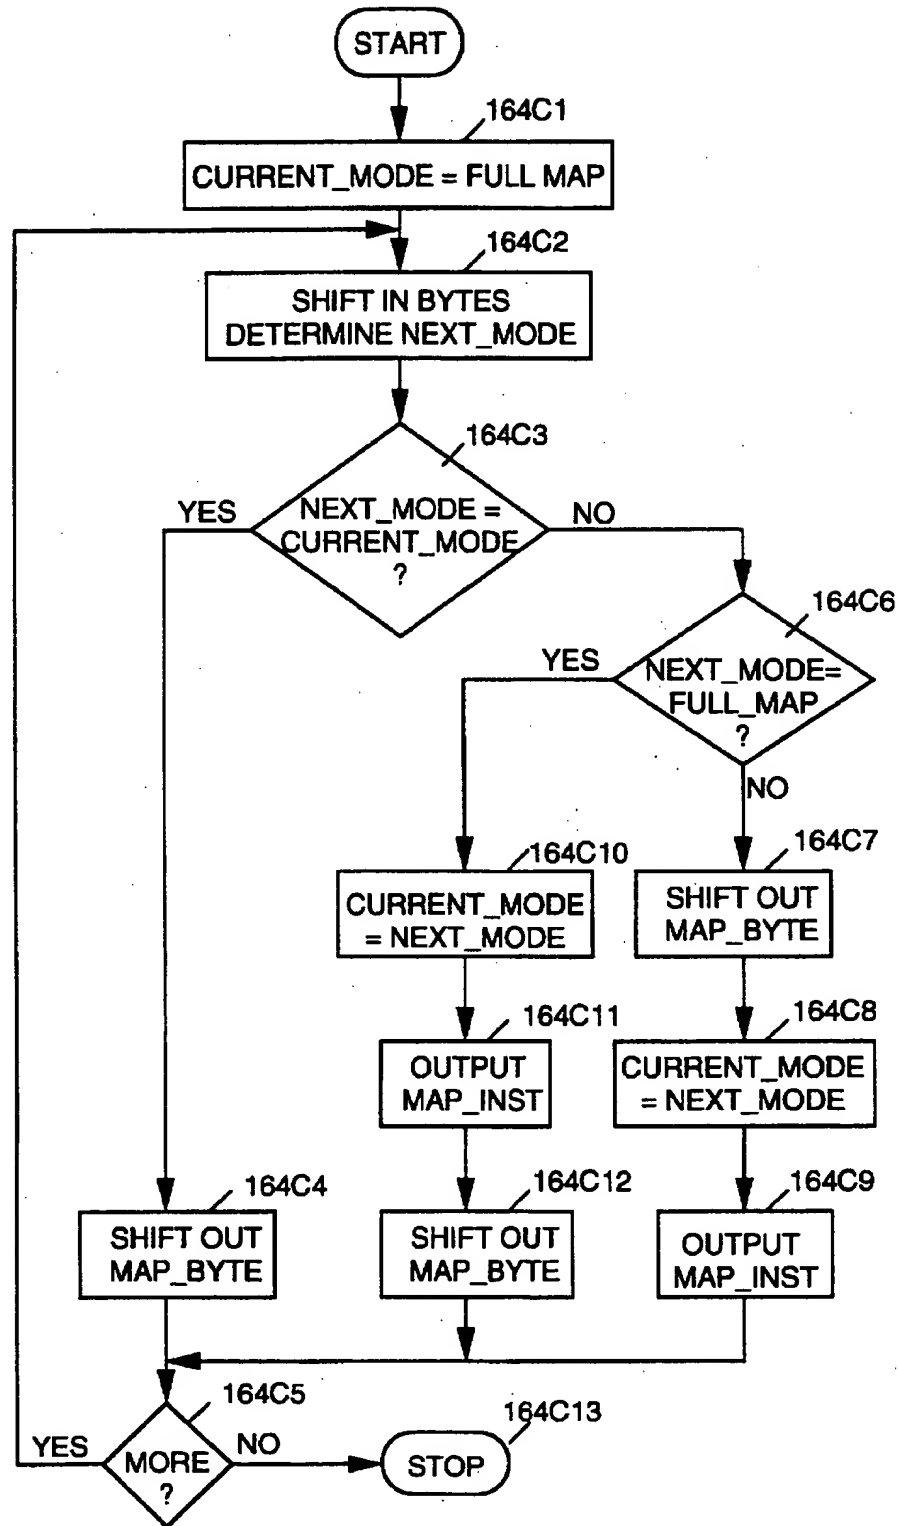 START
164C1
CURRENT_MODE = FULL MAP
164C2
SHIFT IN BYTES
DETERMINE NEXT_MODE
164C3
YES
NEXT_MODE =
CURRENT_MODE
?
NO
164C6
YES
NEXT_MODE=
FULL_MAP
?
NO
164C10
164C7
CURRENT_MODE
= NEXT_MODE
SHIFT OUT
MAP_BYTE
164C11
164C8
OUTPUT
MAP_INST
CURRENT_MODE
= NEXT_MODE
164C4
164C12
164C9
SHIFT OUT
MAP_BYTE
SHIFT OUT
MAP_BYTE
OUTPUT
MAP_INST
164C5
164C13
YES
MORE
?
NO
STOP